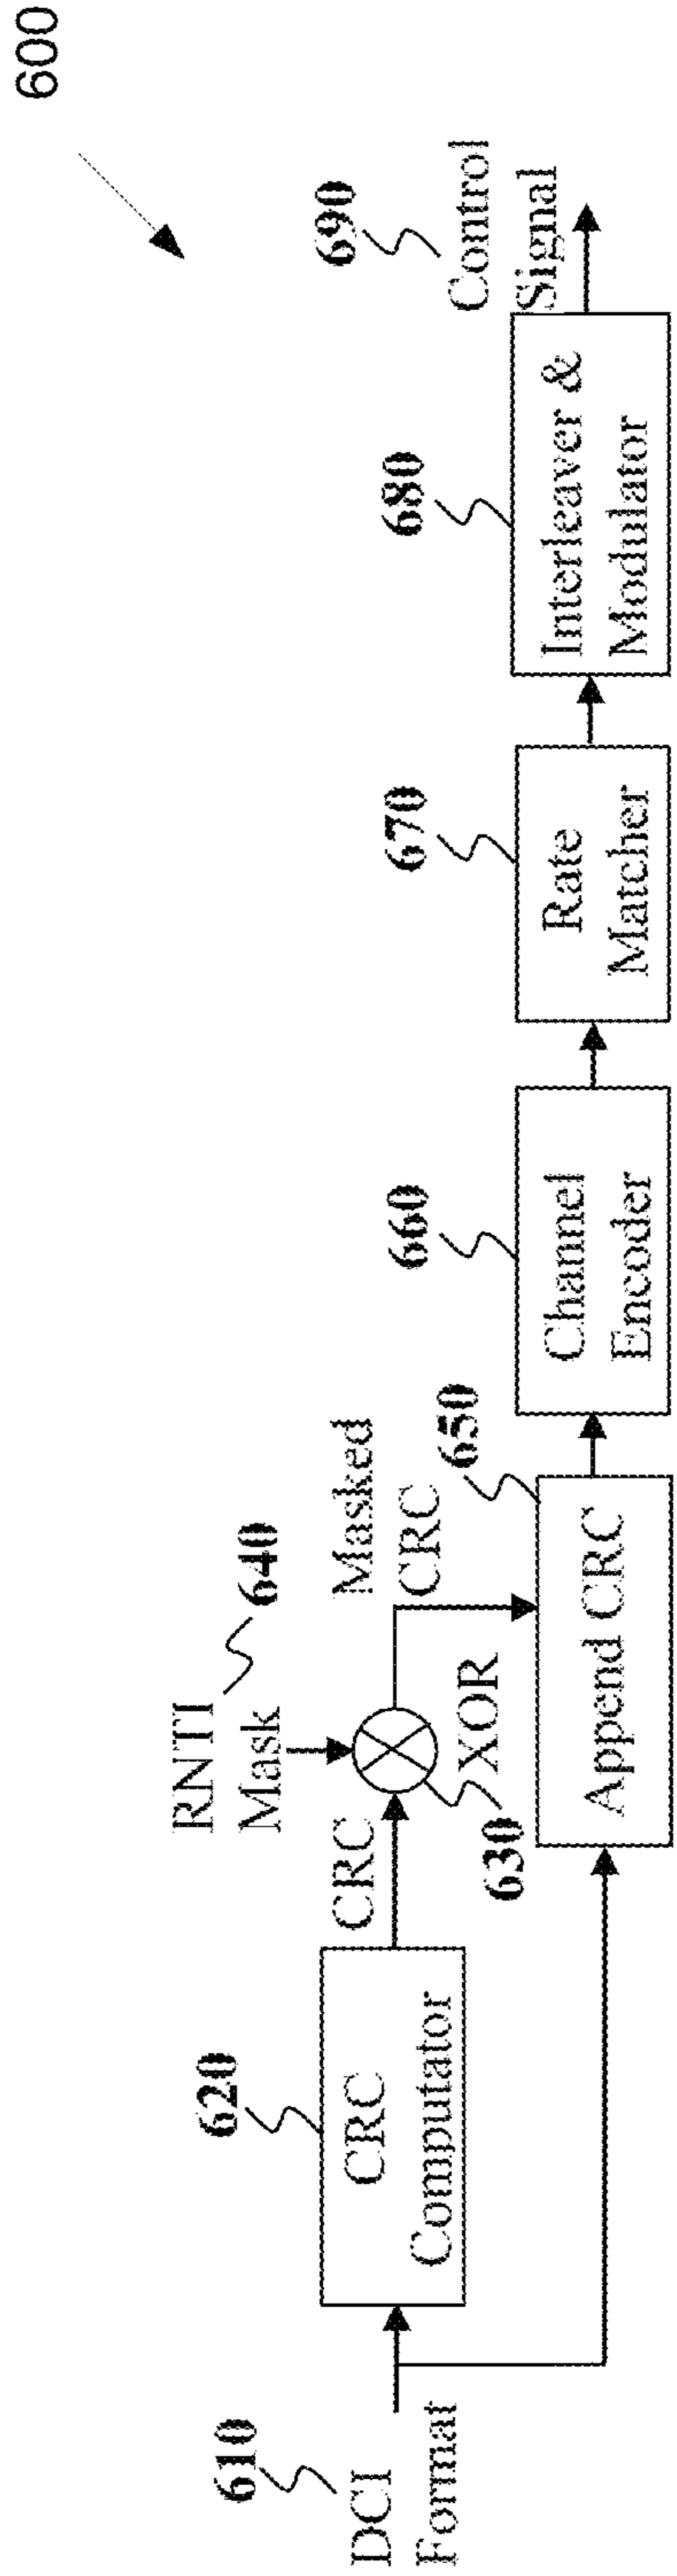 600
610
DCI
Format
620
CRC
Computator
CRC
630
XOR
RNTI
Mask
640
Masked
CRC
650
Append CRC
660
Channel
Encoder
670
Rate
Matcher
680
Interleaver &
Modulator
690
Control
Signal